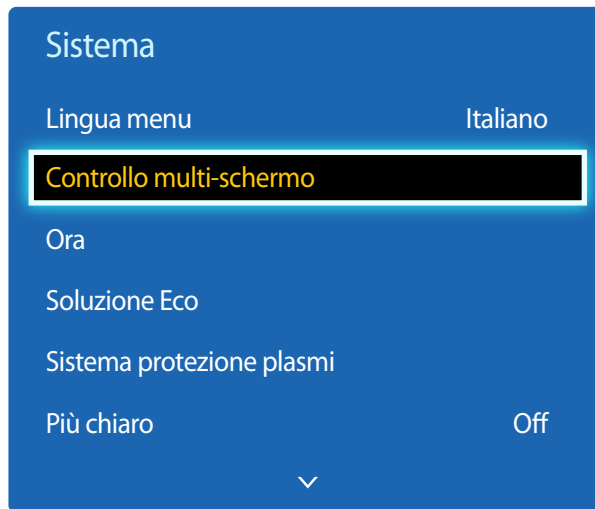 Sistema
Lingua menu Italiano
Controllo multi-schermo
Ora
Soluzione Eco
Sistema protezione plasmi
Più chiaro Off